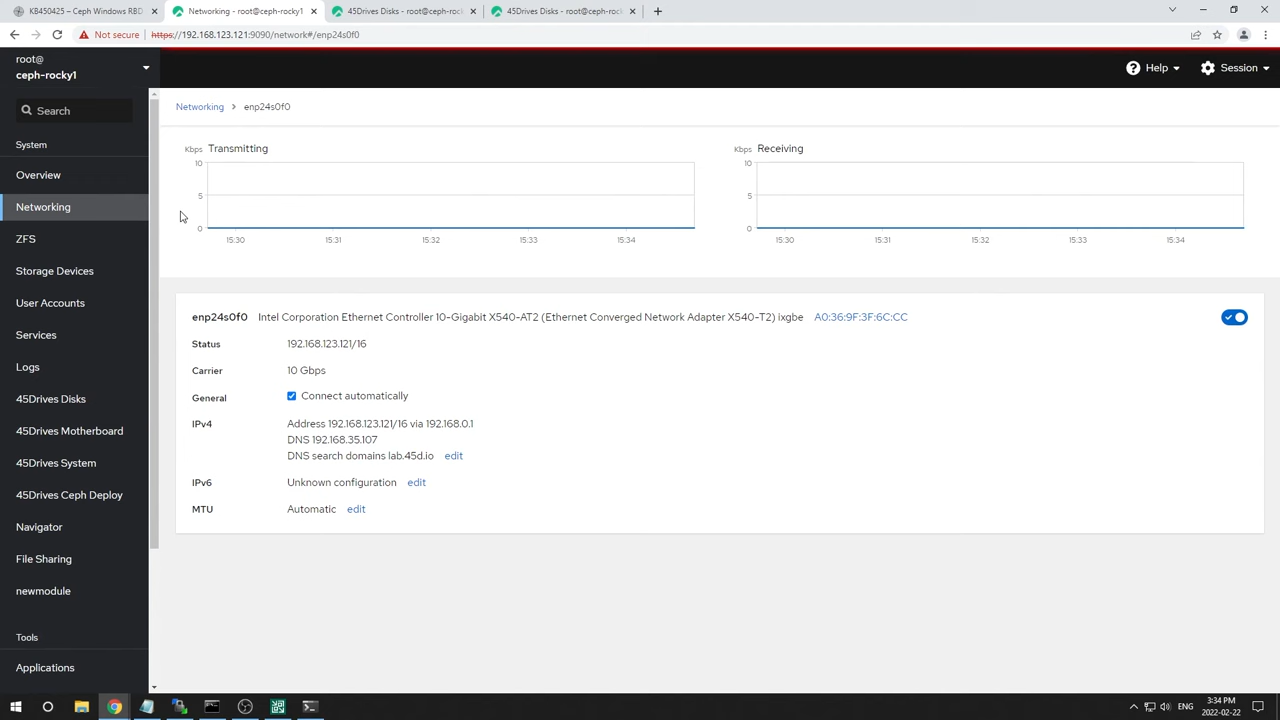 KB450425 – Ceph Windows RBD
Networking - root@ceph-rocky1
45Drives Disks - root@ceph-rocky
45Drives Disks - root@ceph-rocky
Not secure https://192.168.123.121:9090/network#/enp24s0f0
root@
ceph-rocky1
Help
Session
Search
System
Overview
Networking
ZFS
Storage Devices
User Accounts
Services
Logs
45Drives Disks
45Drives Motherboard
45Drives System
45Drives Ceph Deploy
Navigator
File Sharing
newmodule
Tools
Applications
Networking > enp24s0f0
Kbps Transmitting
10
5
0
15:30 15:31 15:32 15:33 15:34
Kbps Receiving
10
5
0
15:30 15:31 15:32 15:33 15:34
enp24s0f0 Intel Corporation Ethernet Controller 10-Gigabit X540-AT2 (Ethernet Converged Network Adapter X540-T2) ixgbe A0:36:9F:3F:6C:CC
Status 192.168.123.121/16
Carrier 10 Gbps
General Connect automatically
IPv4 Address 192.168.123.121/16 via 192.168.0.1
DNS 192.168.35.107
DNS search domains lab.45d.io edit
IPv6 Unknown configuration edit
MTU Automatic edit
ENG
3:34 PM
2022-02-22